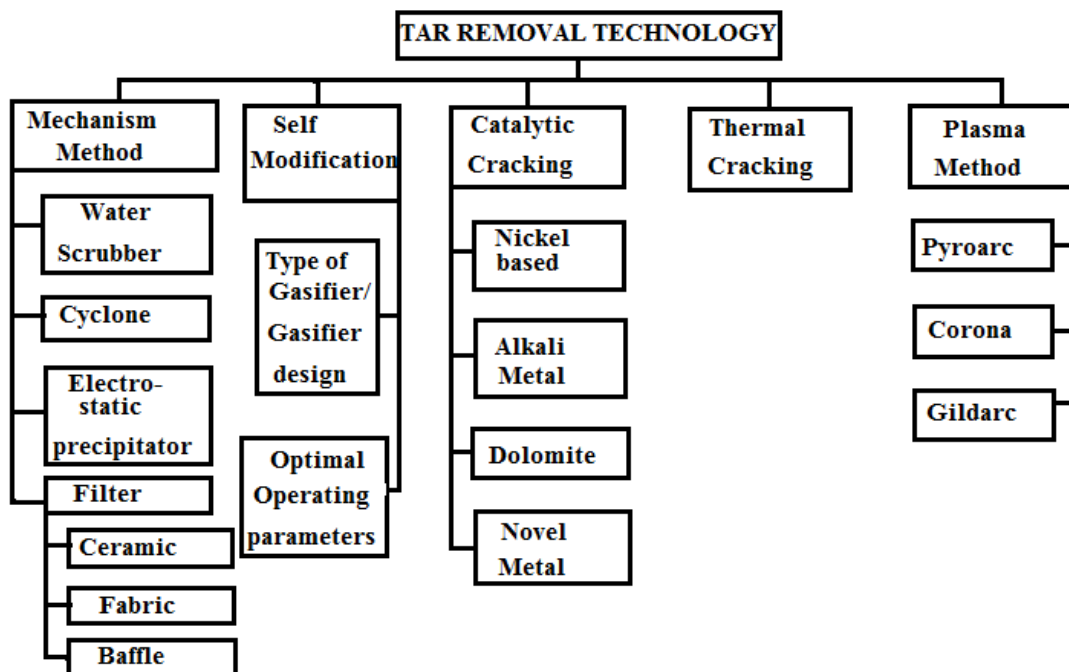 TAR REMOVAL TECHNOLOGY
Mechanism
Method
Water
Scrubber
Cyclone
Electro-
static
precipitator
Filter
Ceramic
Fabric
Baffle
Self
Modification
Type of
Gasifier/
Gasifier
design
Optimal
Operating
parameters
Catalytic
Cracking
Nickel
based
Alkali
Metal
Dolomite
Novel
Metal
Thermal
Cracking
Plasma
Method
Pyroarc
Corona
Gildarc